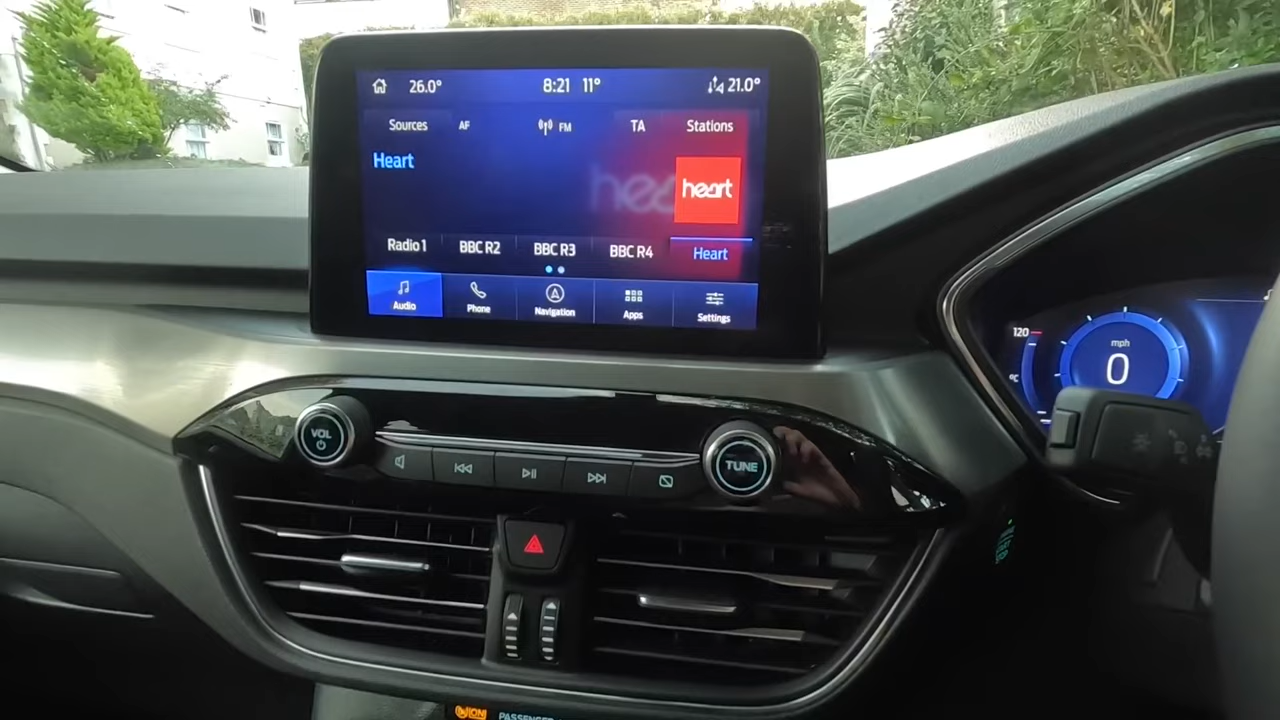 26.0° 8:21 11° 21.0°
Sources AF FM TA Stations
Heart
heart
Radio 1 BBC R2 BBC R3 BBC R4 Heart
Audio Phone Navigation Apps Settings
120
mph
0
°C
VOL
TUNE
PASSENGER